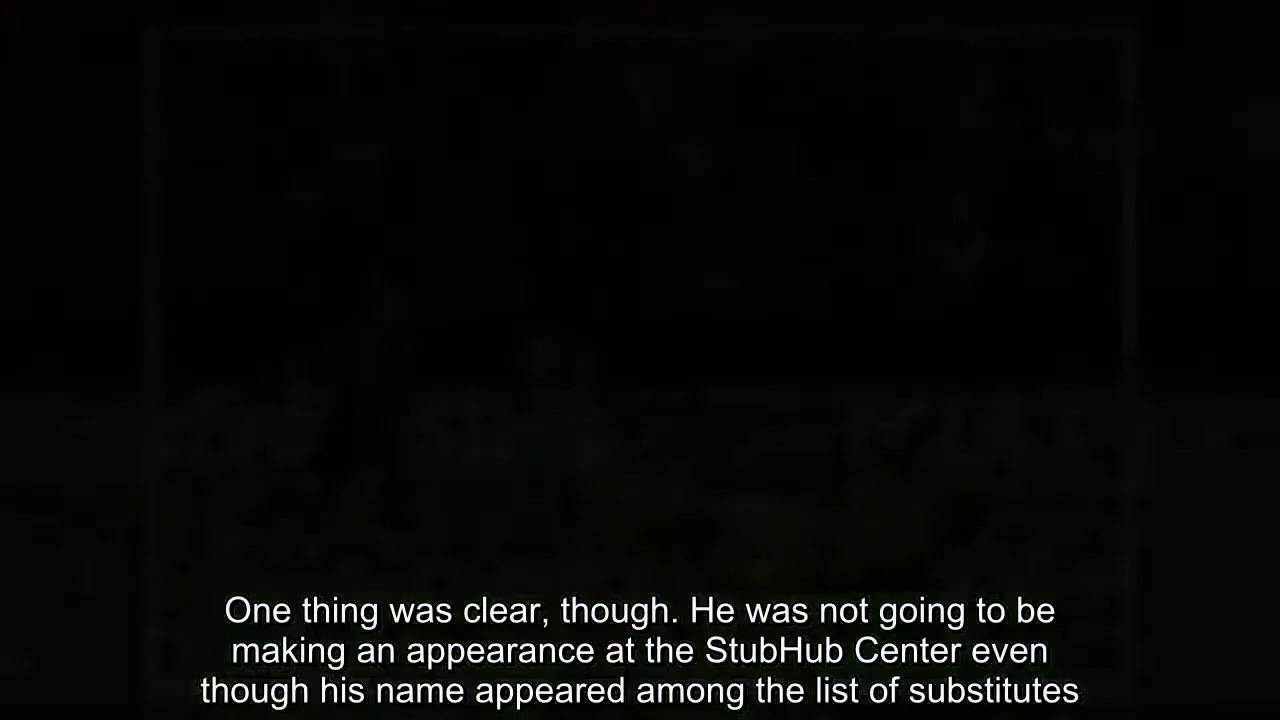 One thing was clear, though. He was not going to be
making an appearance at the StubHub Center even
though his name appeared among the list of substitutes